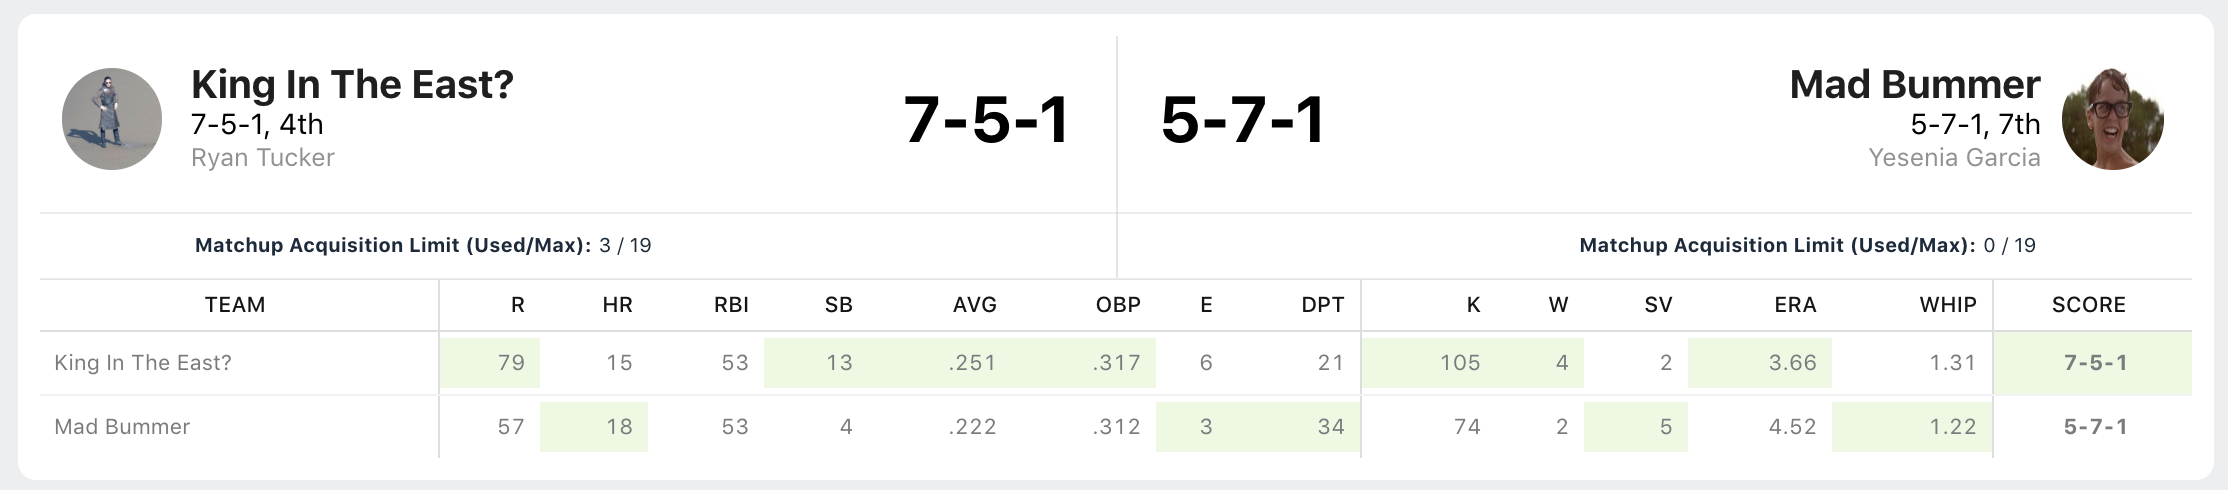 King In The East?
7-5-1, 4th
Ryan Tucker
7-5-1
5-7-1
Mad Bummer
5-7-1, 7th
Yesenia Garcia
Matchup Acquisition Limit (Used/Max): 3 / 19
Matchup Acquisition Limit (Used/Max): 0 / 19
TEAM R HR RBI SB AVG OBP E DPT K W SV ERA WHIP SCORE
King In The East? 79 15 53 13 .251 .317 6 21 105 4 2 3.66 1.31 7-5-1
Mad Bummer 57 18 53 4 .222 .312 3 34 74 2 5 4.52 1.22 5-7-1